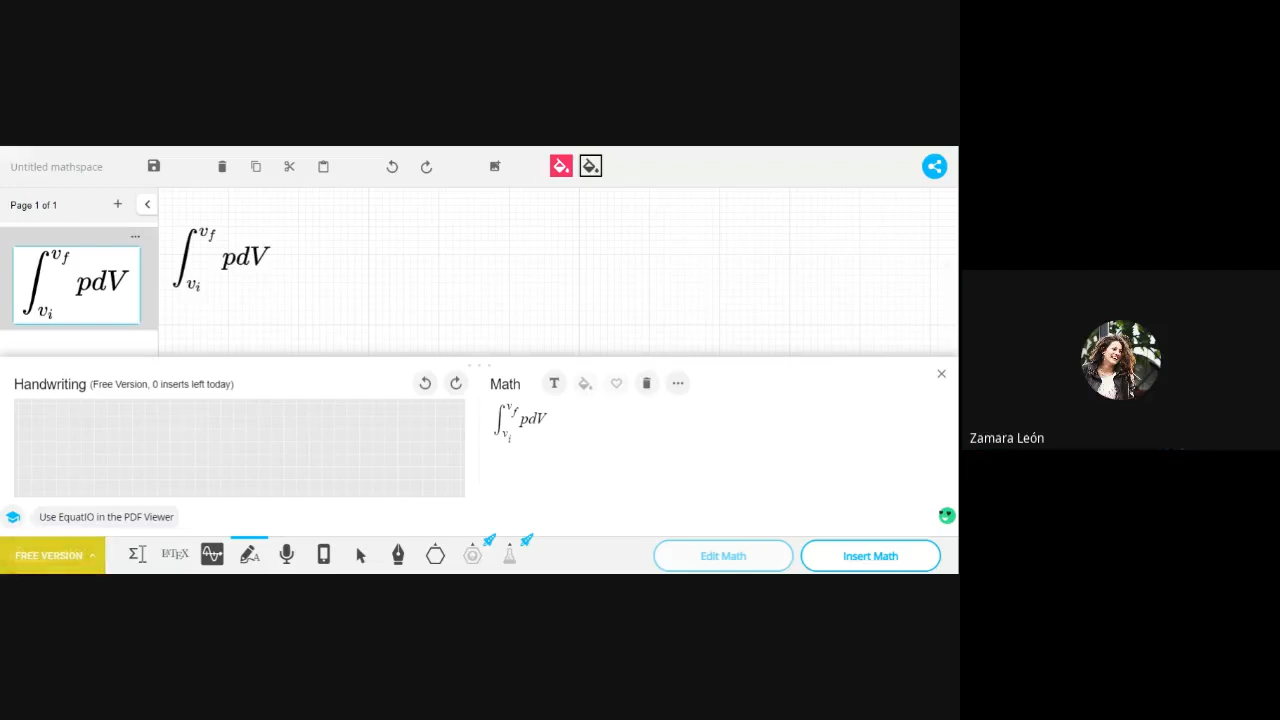 Untitled mathspace
Page 1 of 1
∫_{v_i}^{v_f} pdV
∫_{v_i}^{v_f} pdV
Handwriting (Free Version, 0 inserts left today)
Math
T
∫_{v_i}^{v_f} pdV
Use EquatIO in the PDF Viewer
FREE VERSION
LATEX
Edit Math
Insert Math
Zamara León